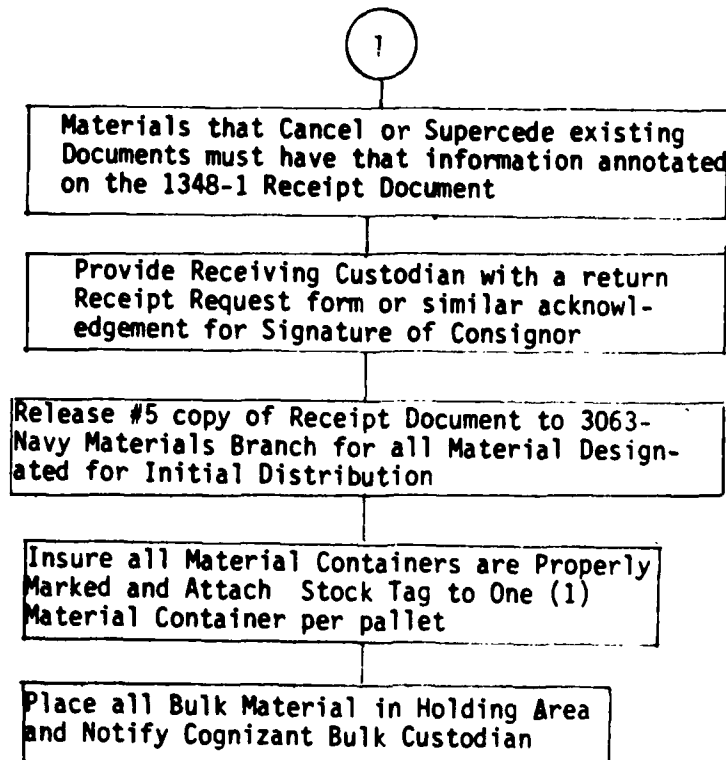 1
Materials that Cancel or Supercede existing
Documents must have that information annotated
on the 1348-1 Receipt Document
Provide Receiving Custodian with a return
Receipt Request form or similar acknowl-
edgement for Signature of Consignor
Release #5 copy of Receipt Document to 3063-
Navy Materials Branch for all Material Design-
ated for Initial Distribution
Insure all Material Containers are Properly
Marked and Attach Stock Tag to One (1)
Material Container per pallet
Place all Bulk Material in Holding Area
and Notify Cognizant Bulk Custodian